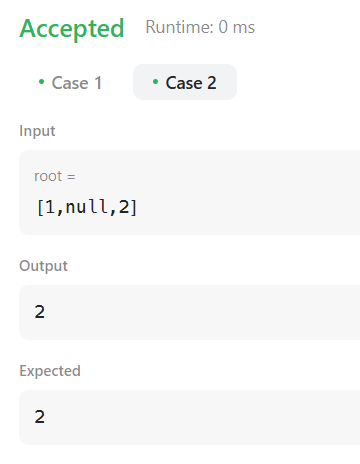 Accepted Runtime: 0 ms
• Case 1 • Case 2
Input
root =
[1,null,2]
Output
2
Expected
2